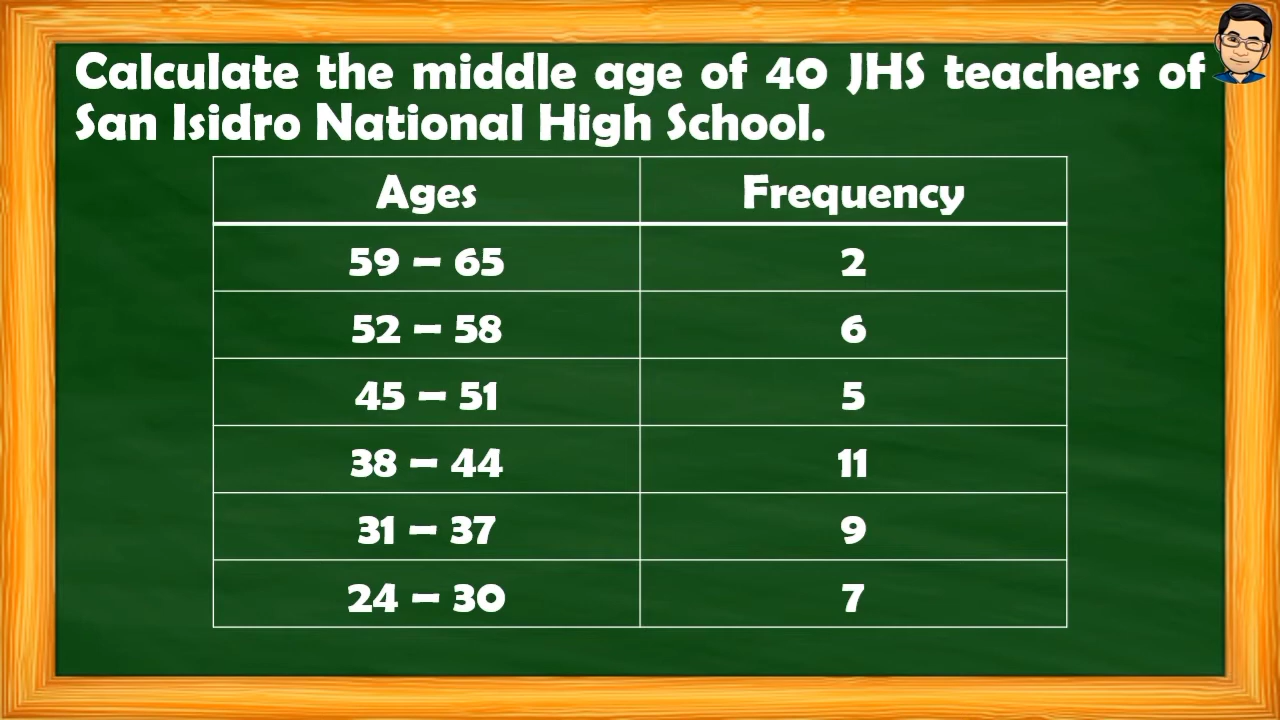 Calculate the middle age of 40 JHS teachers of
San Isidro National High School.
Ages Frequency
59 – 65 2
52 – 58 6
45 – 51 5
38 – 44 11
31 – 37 9
24 – 30 7